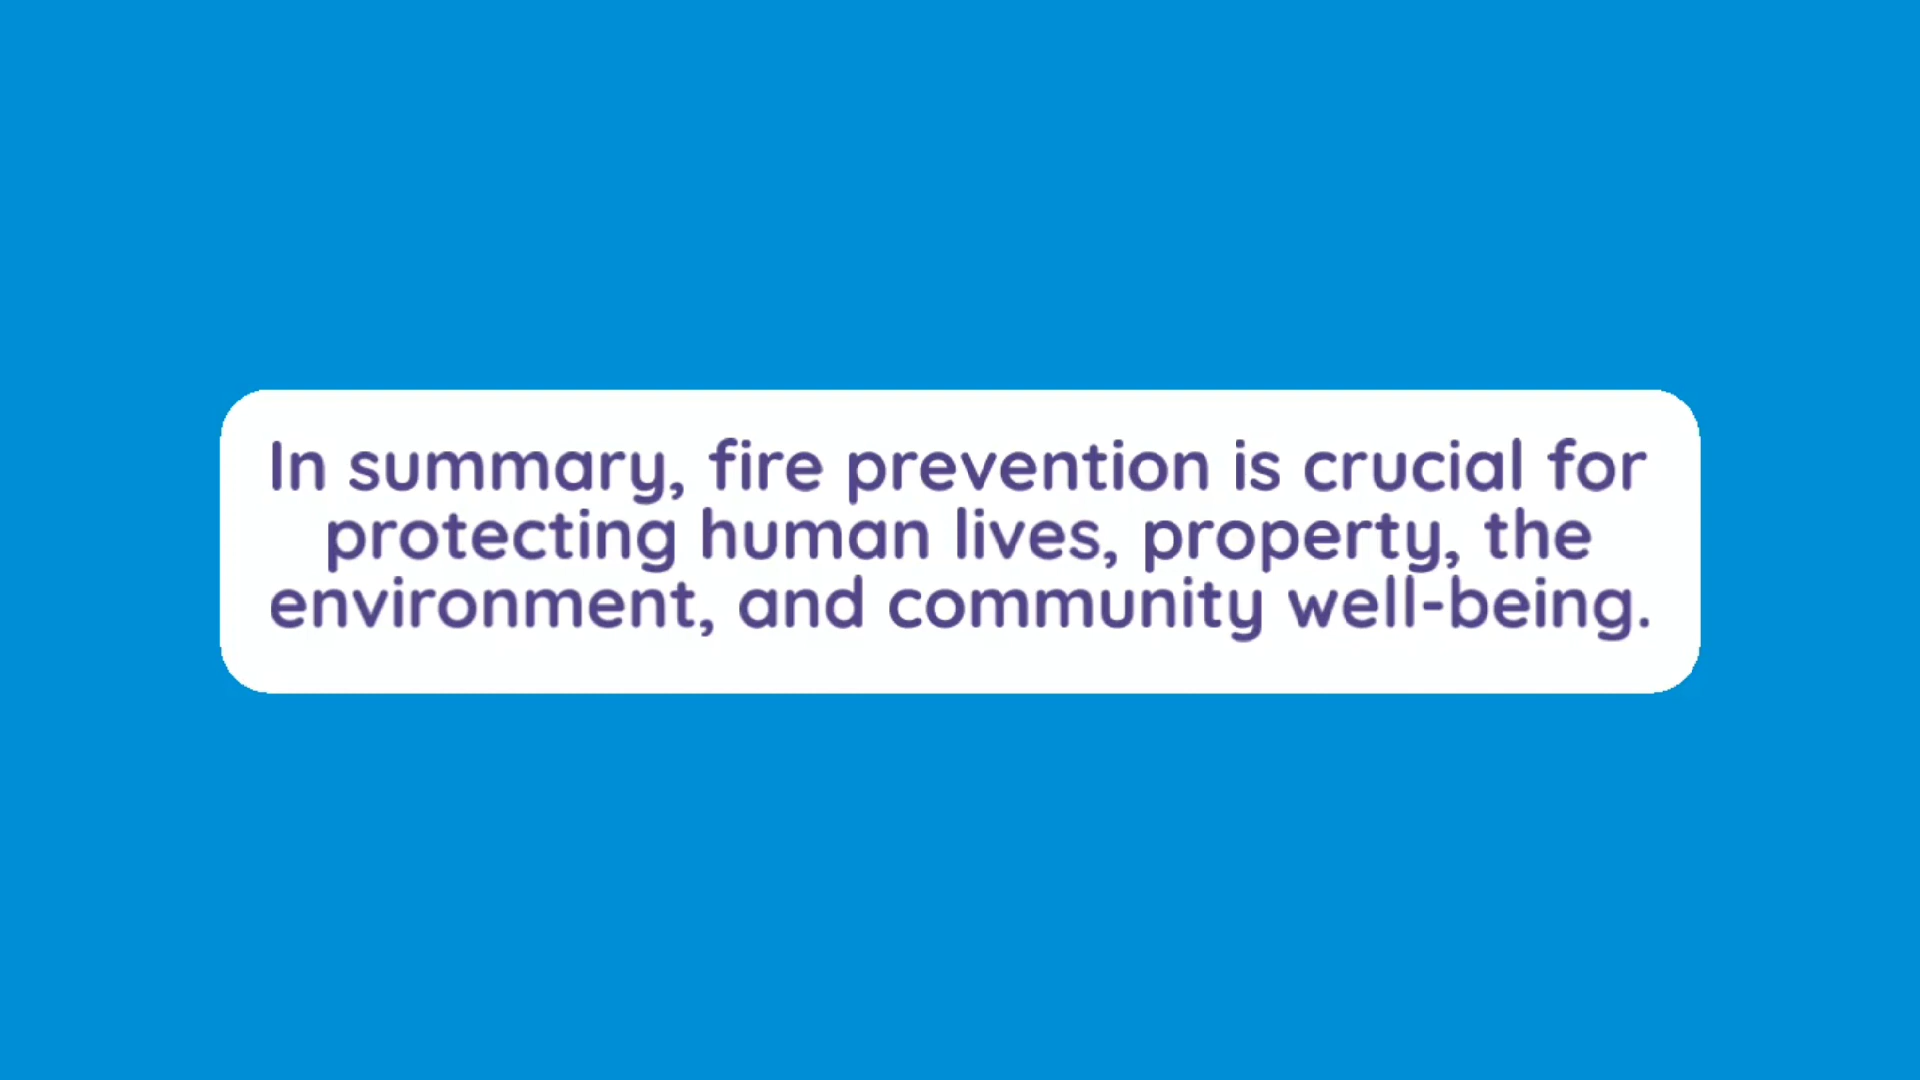 In summary, fire prevention is crucial for
protecting human lives, property, the
environment, and community well-being.